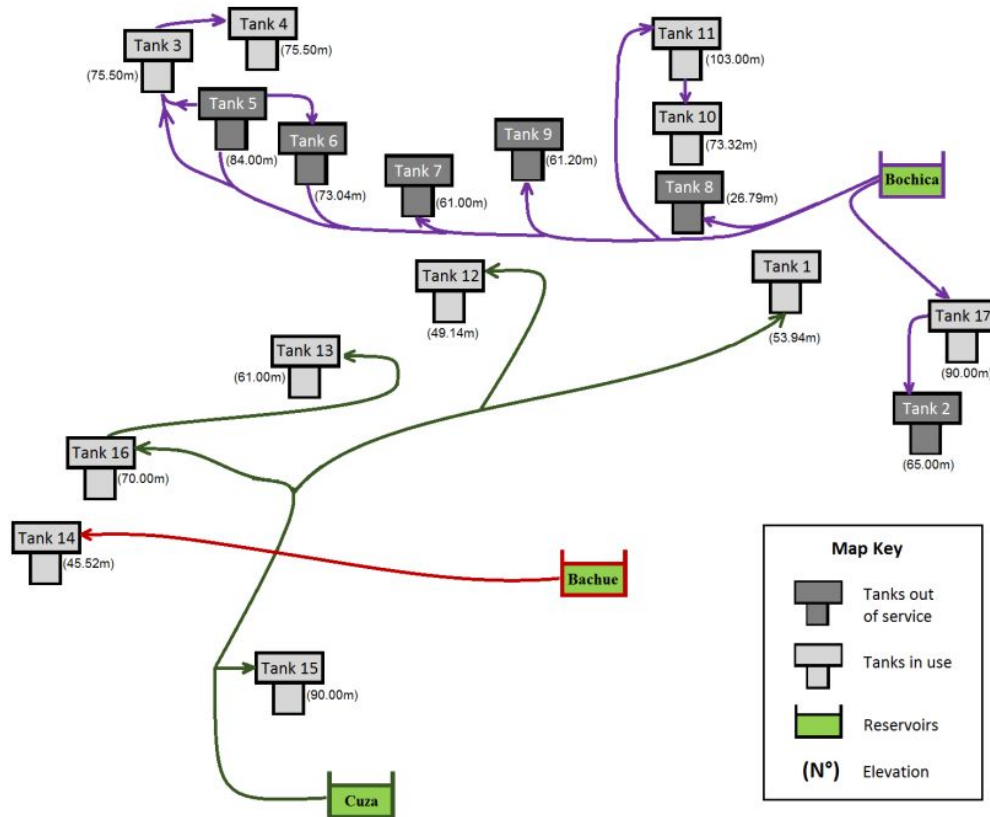 Tank 4
(75.50m)
Tank 3
(75.50m)
Tank 11
(103.00m)
Tank 5
(84.00m)
Tank 6
(73.04m)
Tank 9
(61.20m)
Tank 10
(73.32m)
Tank 7
(61.00m)
Tank 8
(26.79m)
Bochica
Tank 12
(49.14m)
Tank 1
(53.94m)
Tank 17
(90.00m)
Tank 13
(61.00m)
Tank 2
(65.00m)
Tank 16
(70.00m)
Tank 14
(45.52m)
Bachue
Tank 15
(90.00m)
Cuza
Map Key
Tanks out
of service
Tanks in use
Reservoirs
(N°) Elevation